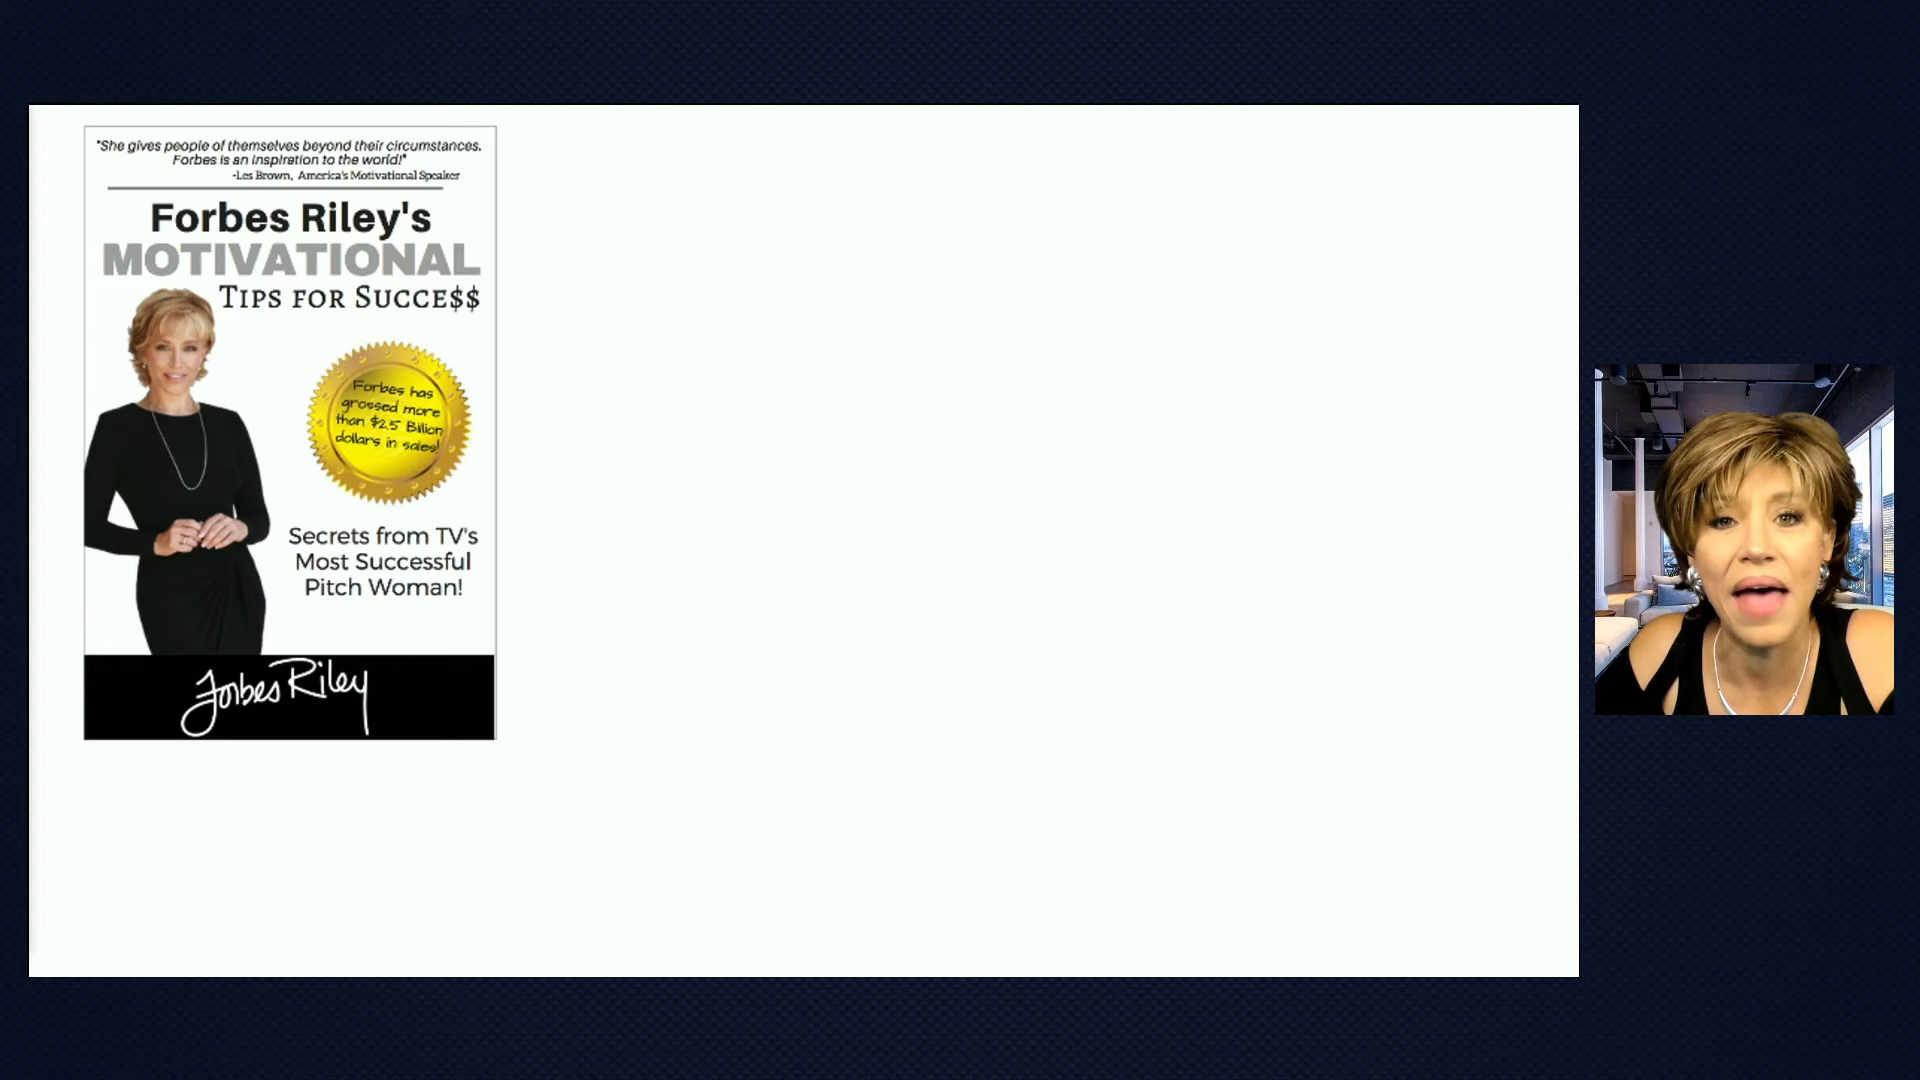 "She gives people of themselves beyond their circumstances.
Forbes is an inspiration to the world!"
-Les Brown, America's Motivational Speaker
Forbes Riley's
MOTIVATIONAL
TIPS FOR SUCCE$$
Forbes has
grossed more
than $2.5 Billion
dollars in sales!
Secrets from TV's
Most Successful
Pitch Woman!
Forbes Riley